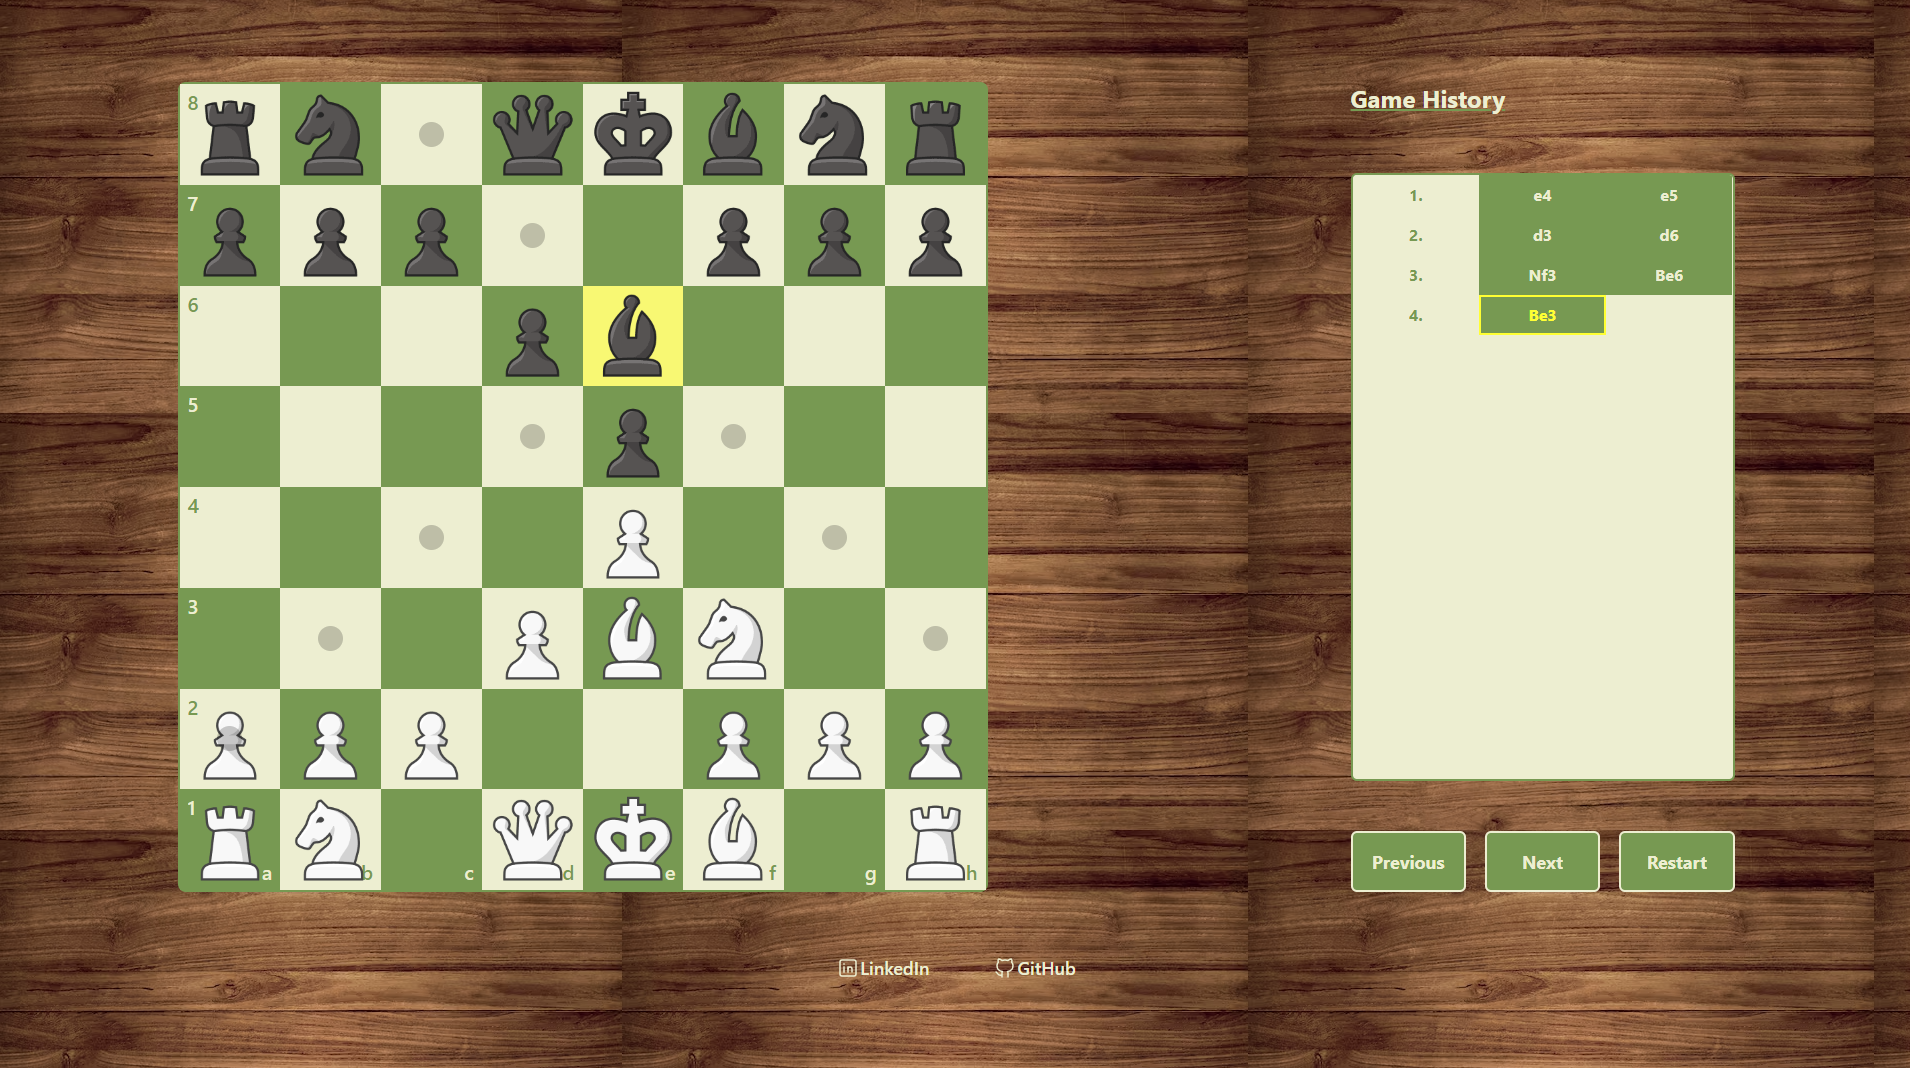 Game History
8
7
6
5
4
3
2
1
a b c d e f g h
1. e4 e5
2. d3 d6
3. Nf3 Be6
4. Be3
Previous Next Restart
LinkedIn GitHub